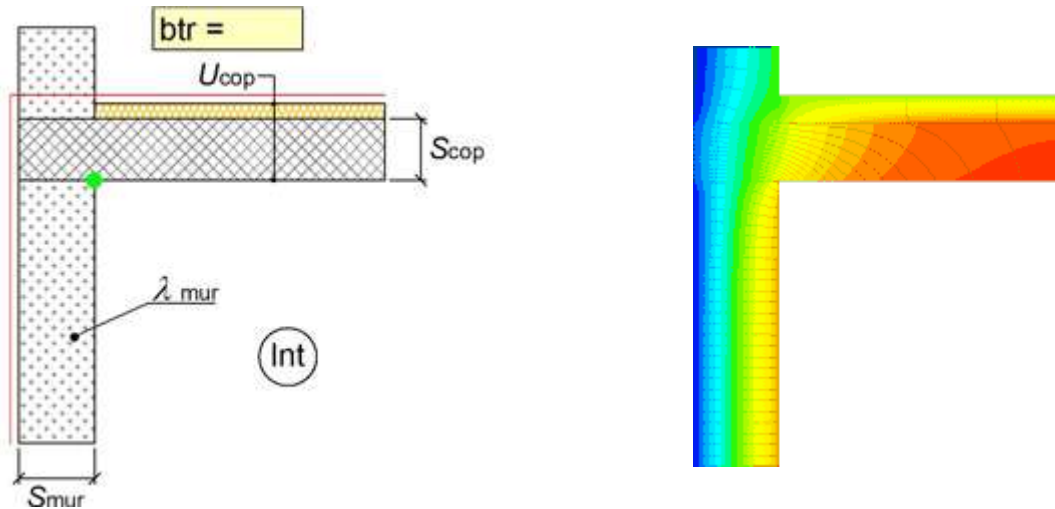 btr =
Ucop
Scop
λ mur
Int
Smur